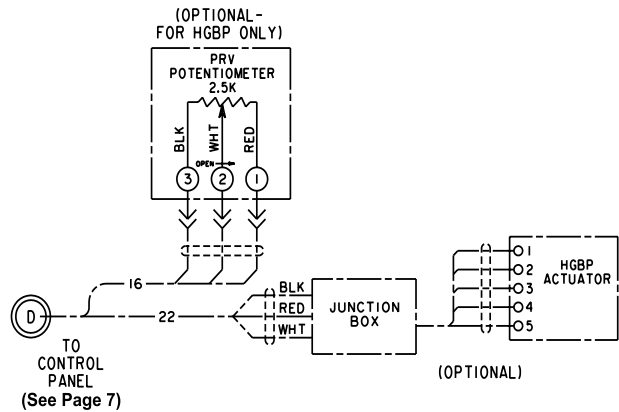 (OPTIONAL-
FOR HGBP ONLY)
PRV
POTENTIOMETER
2.5K
BLK
WHT
RED
OPEN
3
2
1
16
D
22
TO
CONTROL
PANEL
(See Page 7)
BLK
RED
WHT
JUNCTION
BOX
1
2
3
4
5
HGBP
ACTUATOR
(OPTIONAL)